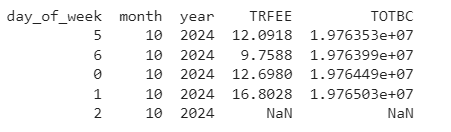 day_of_week month year TRFEE TOTBC
5 10 2024 12.0918 1.976353e+07
6 10 2024 9.7588 1.976399e+07
0 10 2024 12.6980 1.976449e+07
1 10 2024 16.8028 1.976503e+07
2 10 2024 NaN NaN